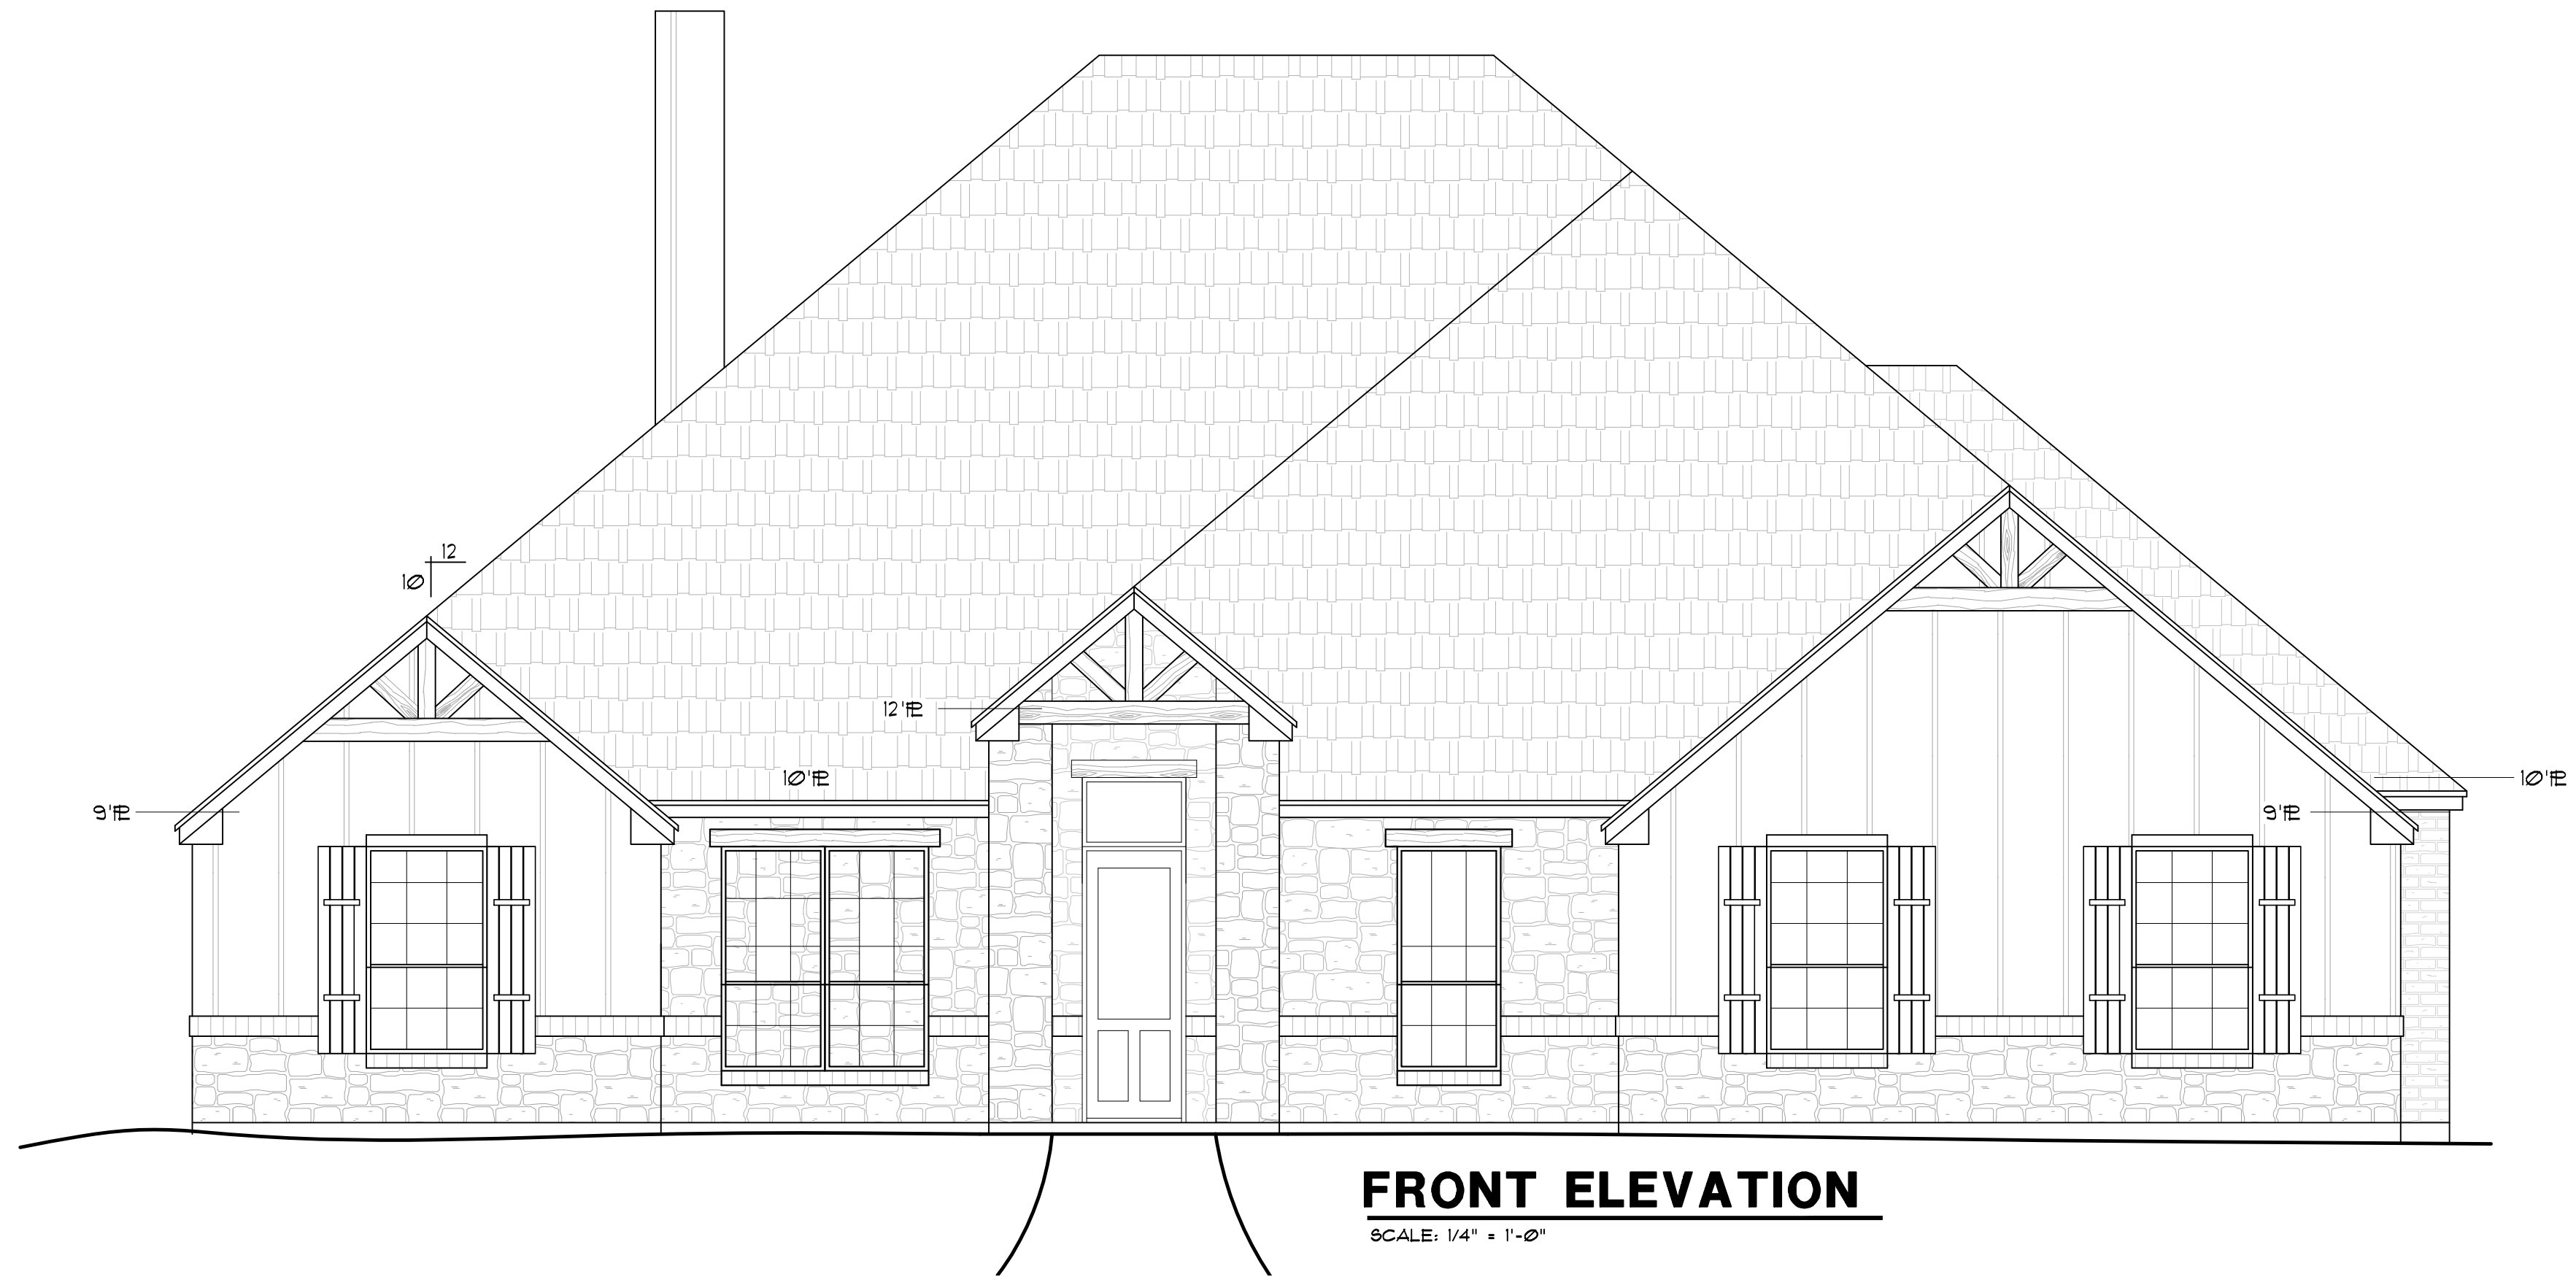 12
10
12' PL
10' PL
10' PL
9' PL
9' PL
FRONT ELEVATION
SCALE: 1/4" = 1'-0"